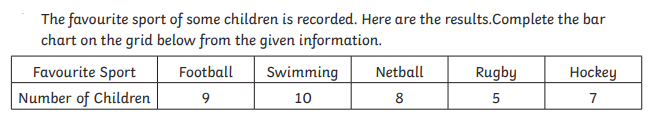 The favourite sport of some children is recorded. Here are the results.Complete the bar
chart on the grid below from the given information.
Favourite Sport Football Swimming Netball Rugby Hockey
Number of Children 9 10 8 5 7